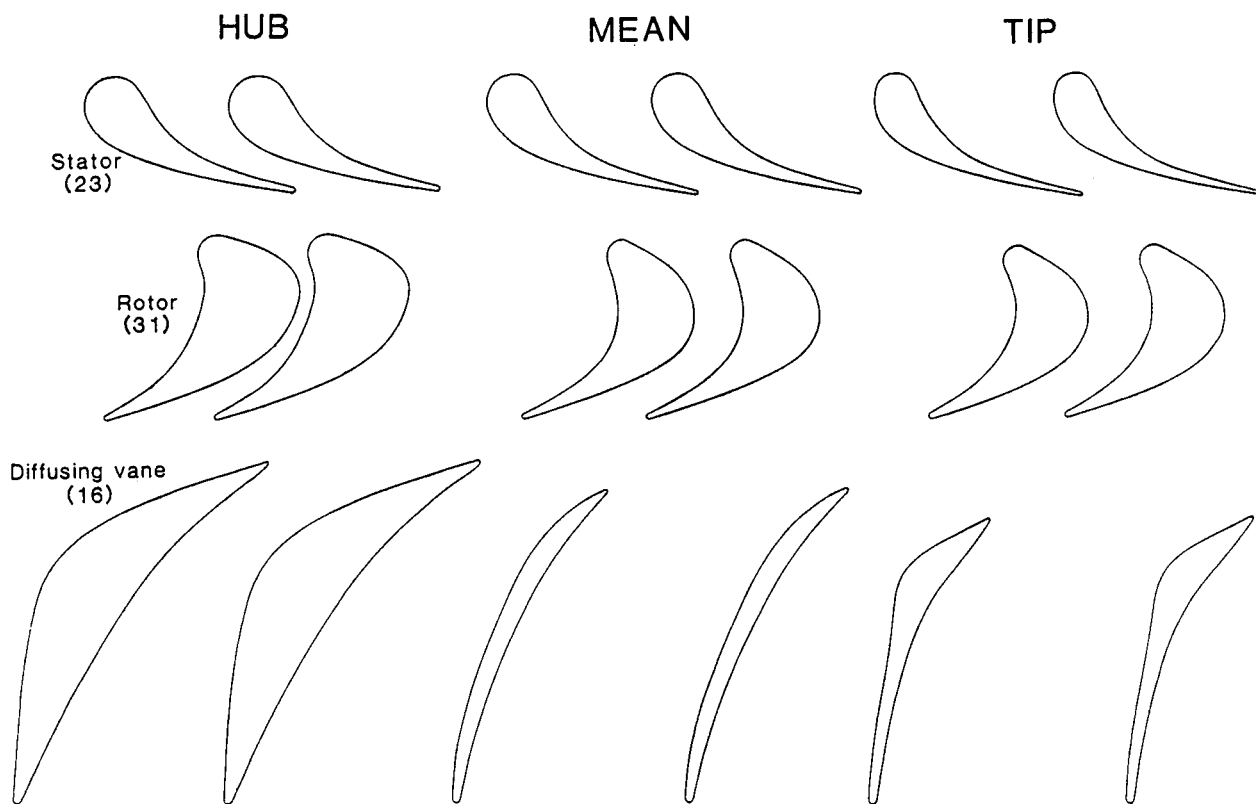 HUB
MEAN
TIP
Stator
(23)
Rotor
(31)
Diffusing vane
(16)